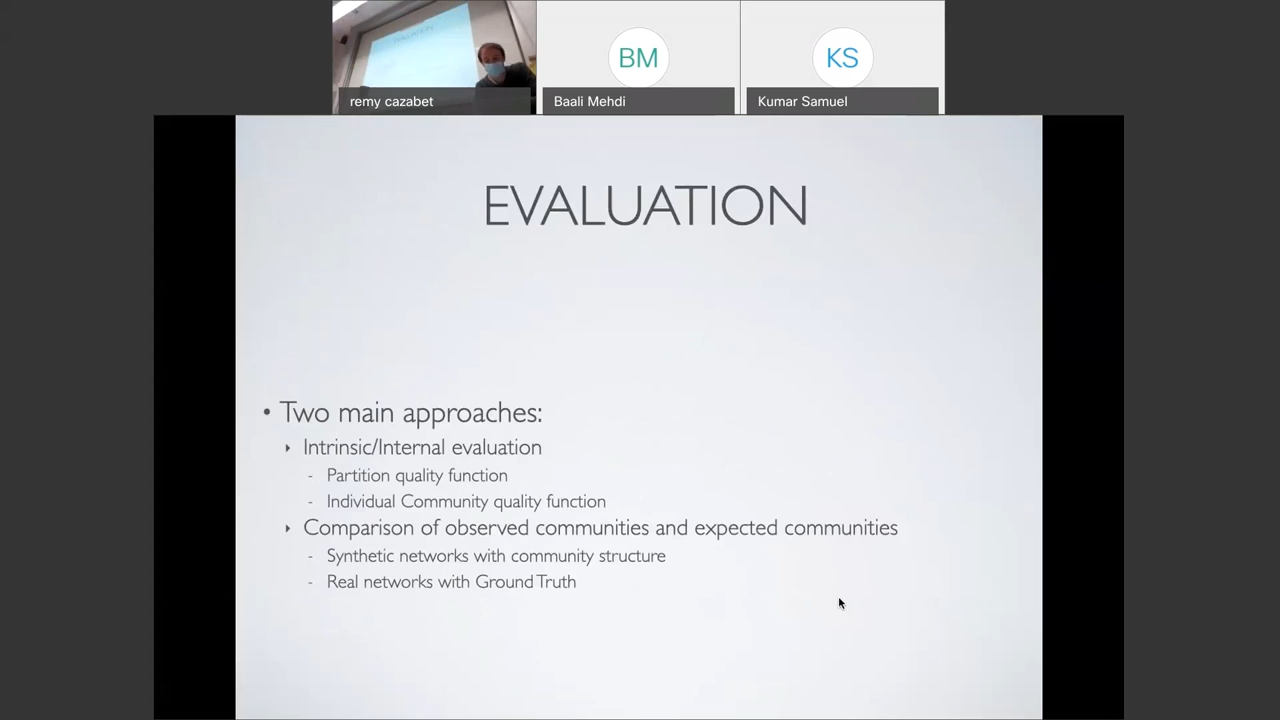 EVALUATION
BM
KS
remy cazabet
Baali Mehdi
Kumar Samuel
EVALUATION
• Two main approaches:
‣ Intrinsic/Internal evaluation
- Partition quality function
- Individual Community quality function
‣ Comparison of observed communities and expected communities
- Synthetic networks with community structure
- Real networks with Ground Truth